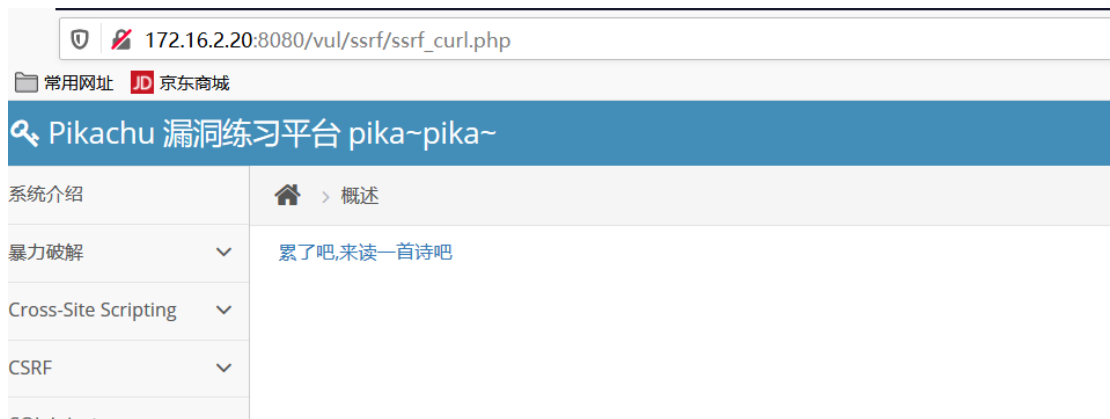 172.16.2.20:8080/vul/ssrf/ssrf_curl.php
常用网址 JD 京东商城
Pikachu 漏洞练习平台 pika~pika~
系统介绍
概述
暴力破解
累了吧,来读一首诗吧
Cross-Site Scripting
CSRF